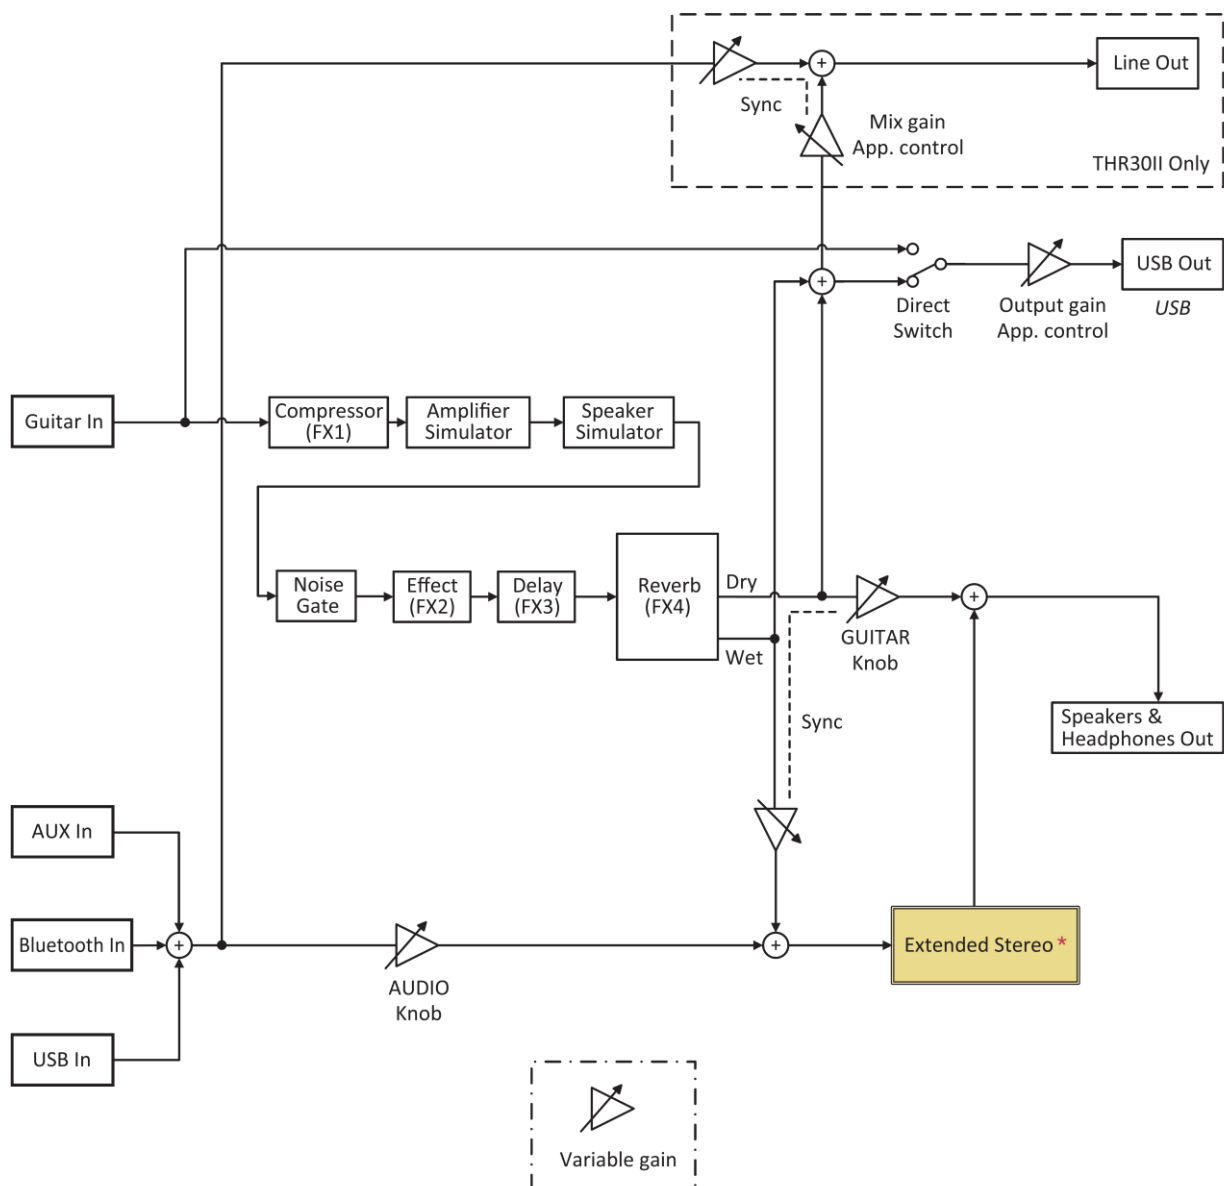 Line Out
Sync
Mix gain
App. control
THR30II Only
USB Out
USB
Direct
Switch
Output gain
App. control
Guitar In
Compressor
(FX1)
Amplifier
Simulator
Speaker
Simulator
Noise
Gate
Effect
(FX2)
Delay
(FX3)
Reverb
(FX4)
Dry
Wet
GUITAR
Knob
Sync
Speakers &
Headphones Out
AUX In
Bluetooth In
USB In
AUDIO
Knob
Extended Stereo *
Variable gain